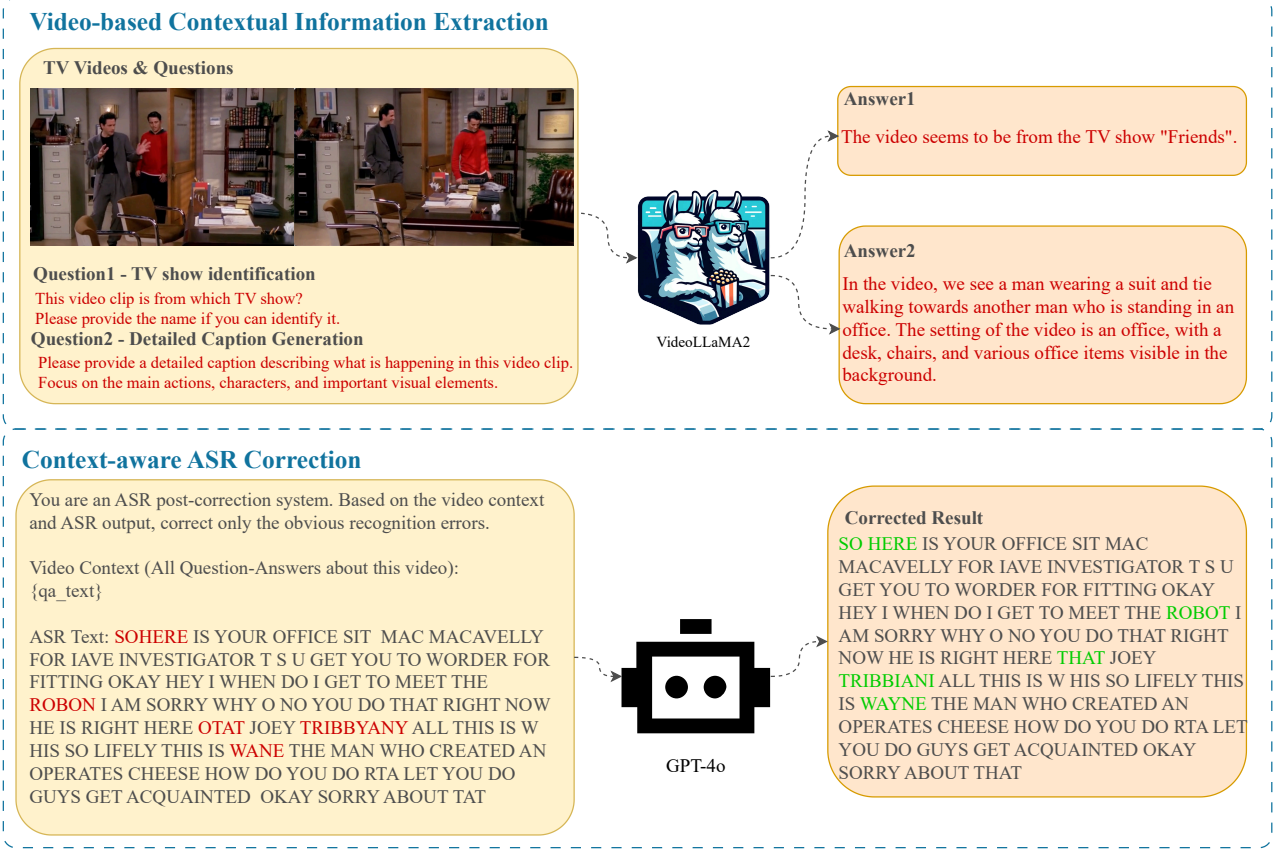 Video-based Contextual Information Extraction
TV Videos & Questions
Question1 - TV show identification
This video clip is from which TV show?
Please provide the name if you can identify it.
Question2 - Detailed Caption Generation
Please provide a detailed caption describing what is happening in this video clip.
Focus on the main actions, characters, and important visual elements.
VideoLLaMA2
Answer1
The video seems to be from the TV show "Friends".
Answer2
In the video, we see a man wearing a suit and tie
walking towards another man who is standing in an
office. The setting of the video is an office, with a
desk, chairs, and various office items visible in the
background.
Context-aware ASR Correction
You are an ASR post-correction system. Based on the video context
and ASR output, correct only the obvious recognition errors.
Video Context (All Question-Answers about this video):
{qa_text}
ASR Text: SOHERE IS YOUR OFFICE SIT MAC MACAVELLY
FOR IAVE INVESTIGATOR T S U GET YOU TO WORDER FOR
FITTING OKAY HEY I WHEN DO I GET TO MEET THE
ROBON I AM SORRY WHY O NO YOU DO THAT RIGHT NOW
HE IS RIGHT HERE OTAT JOEY TRIBBYANY ALL THIS IS W
HIS SO LIFELY THIS IS WANE THE MAN WHO CREATED AN
OPERATES CHEESE HOW DO YOU DO RTA LET YOU DO
GUYS GET ACQUAINTED OKAY SORRY ABOUT TAT
GPT-4o
Corrected Result
SO HERE IS YOUR OFFICE SIT MAC
MACAVELLY FOR IAVE INVESTIGATOR T S U
GET YOU TO WORDER FOR FITTING OKAY
HEY I WHEN DO I GET TO MEET THE ROBOT I
AM SORRY WHY O NO YOU DO THAT RIGHT
NOW HE IS RIGHT HERE THAT JOEY
TRIBBIANI ALL THIS IS W HIS SO LIFELY THIS
IS WAYNE THE MAN WHO CREATED AN
OPERATES CHEESE HOW DO YOU DO RTA LET
YOU DO GUYS GET ACQUAINTED OKAY
SORRY ABOUT THAT